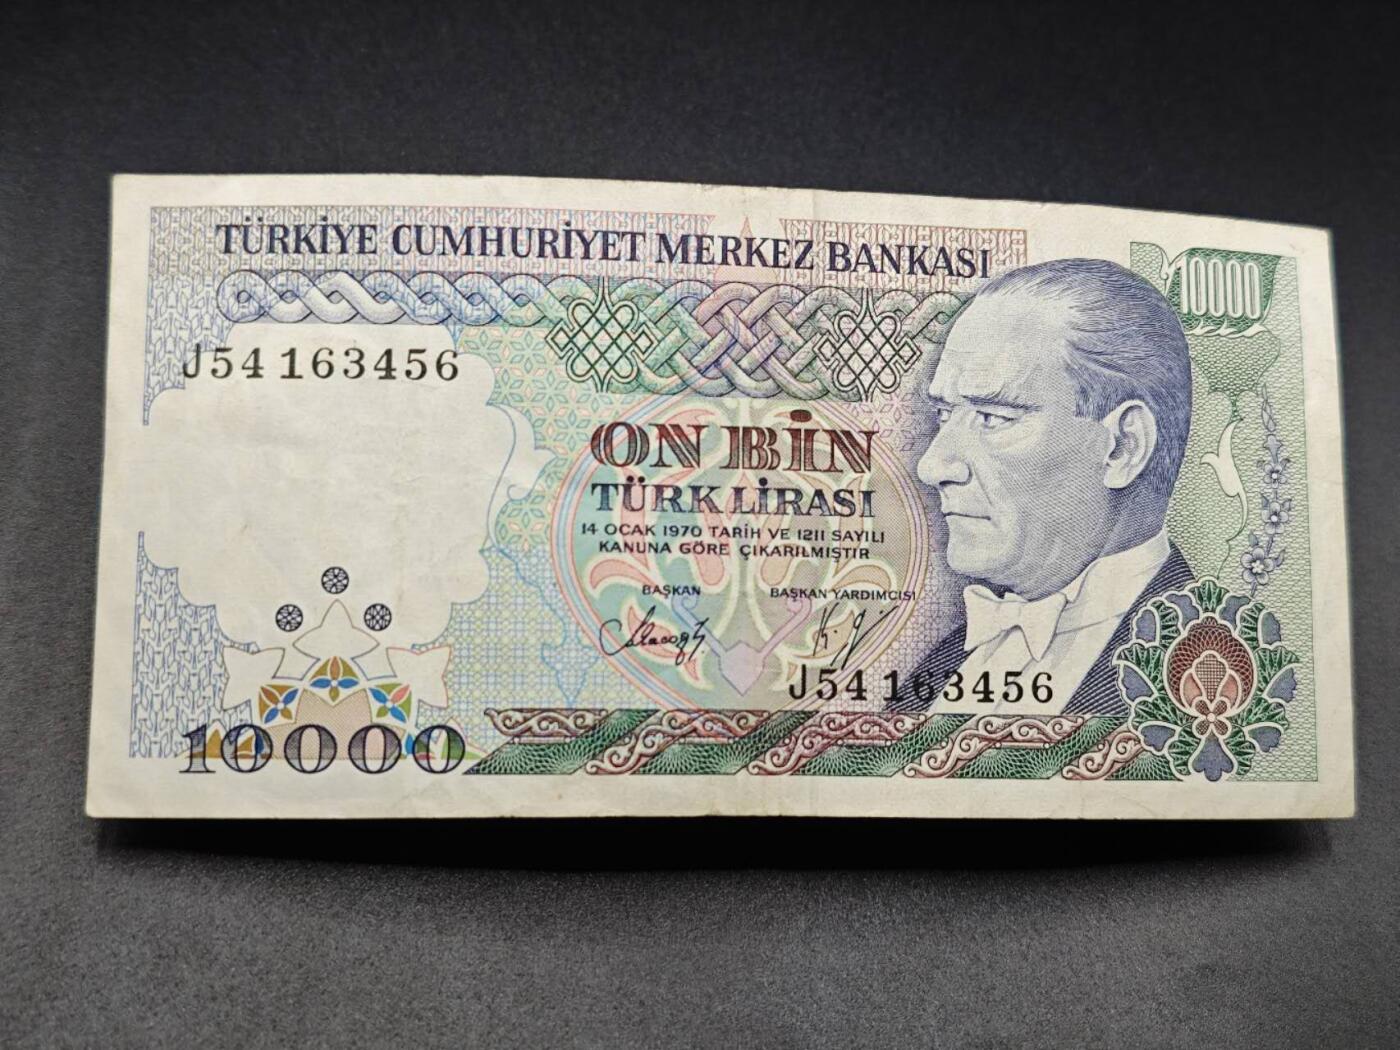 TÜRKİYE CUMHURİYET MERKEZ BANKASI
10000
J54 163456
ON BİN
TÜRK LİRASI
14 OCAK 1970 TARİH VE 1211 SAYILI
KANUNA GÖRE ÇIKARILMIŞTIR
BAŞKAN BAŞKAN YARDIMCISI
J54 163456
10000